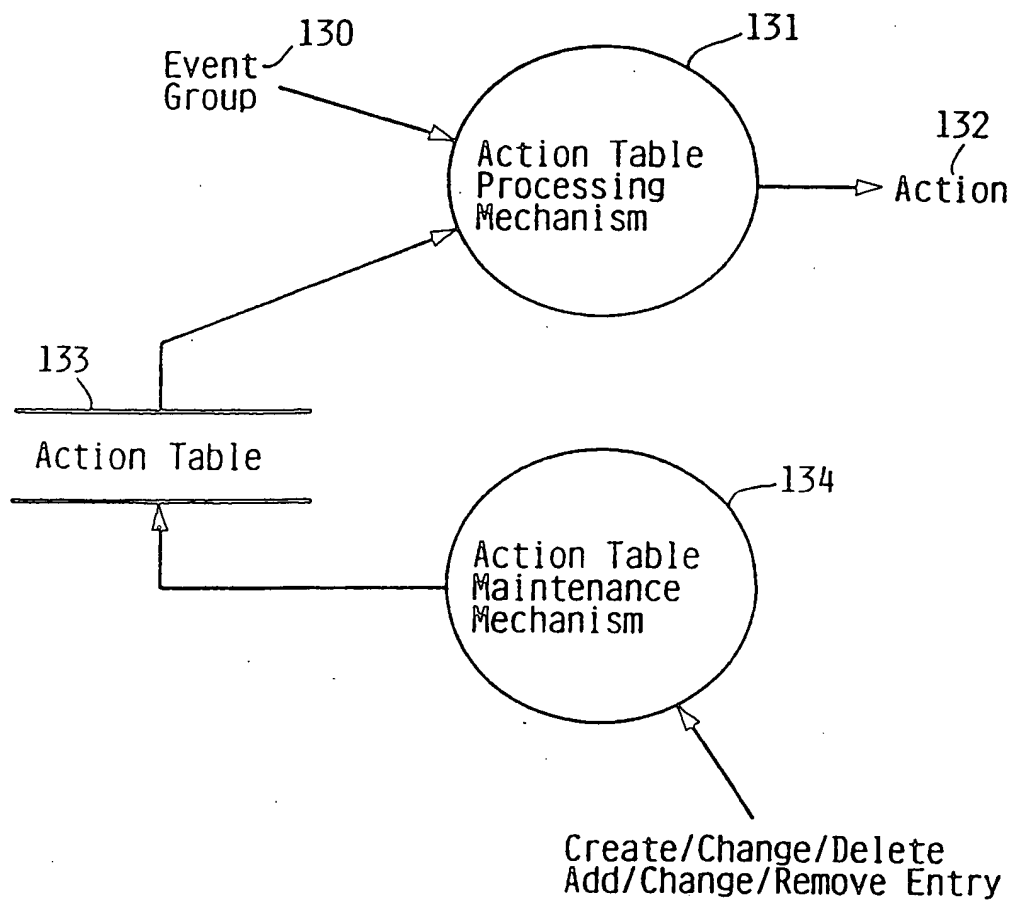 130
Event
Group
131
Action Table
Processing
Mechanism
132
Action
133
Action Table
134
Action Table
Maintenance
Mechanism
Create/Change/Delete
Add/Change/Remove Entry